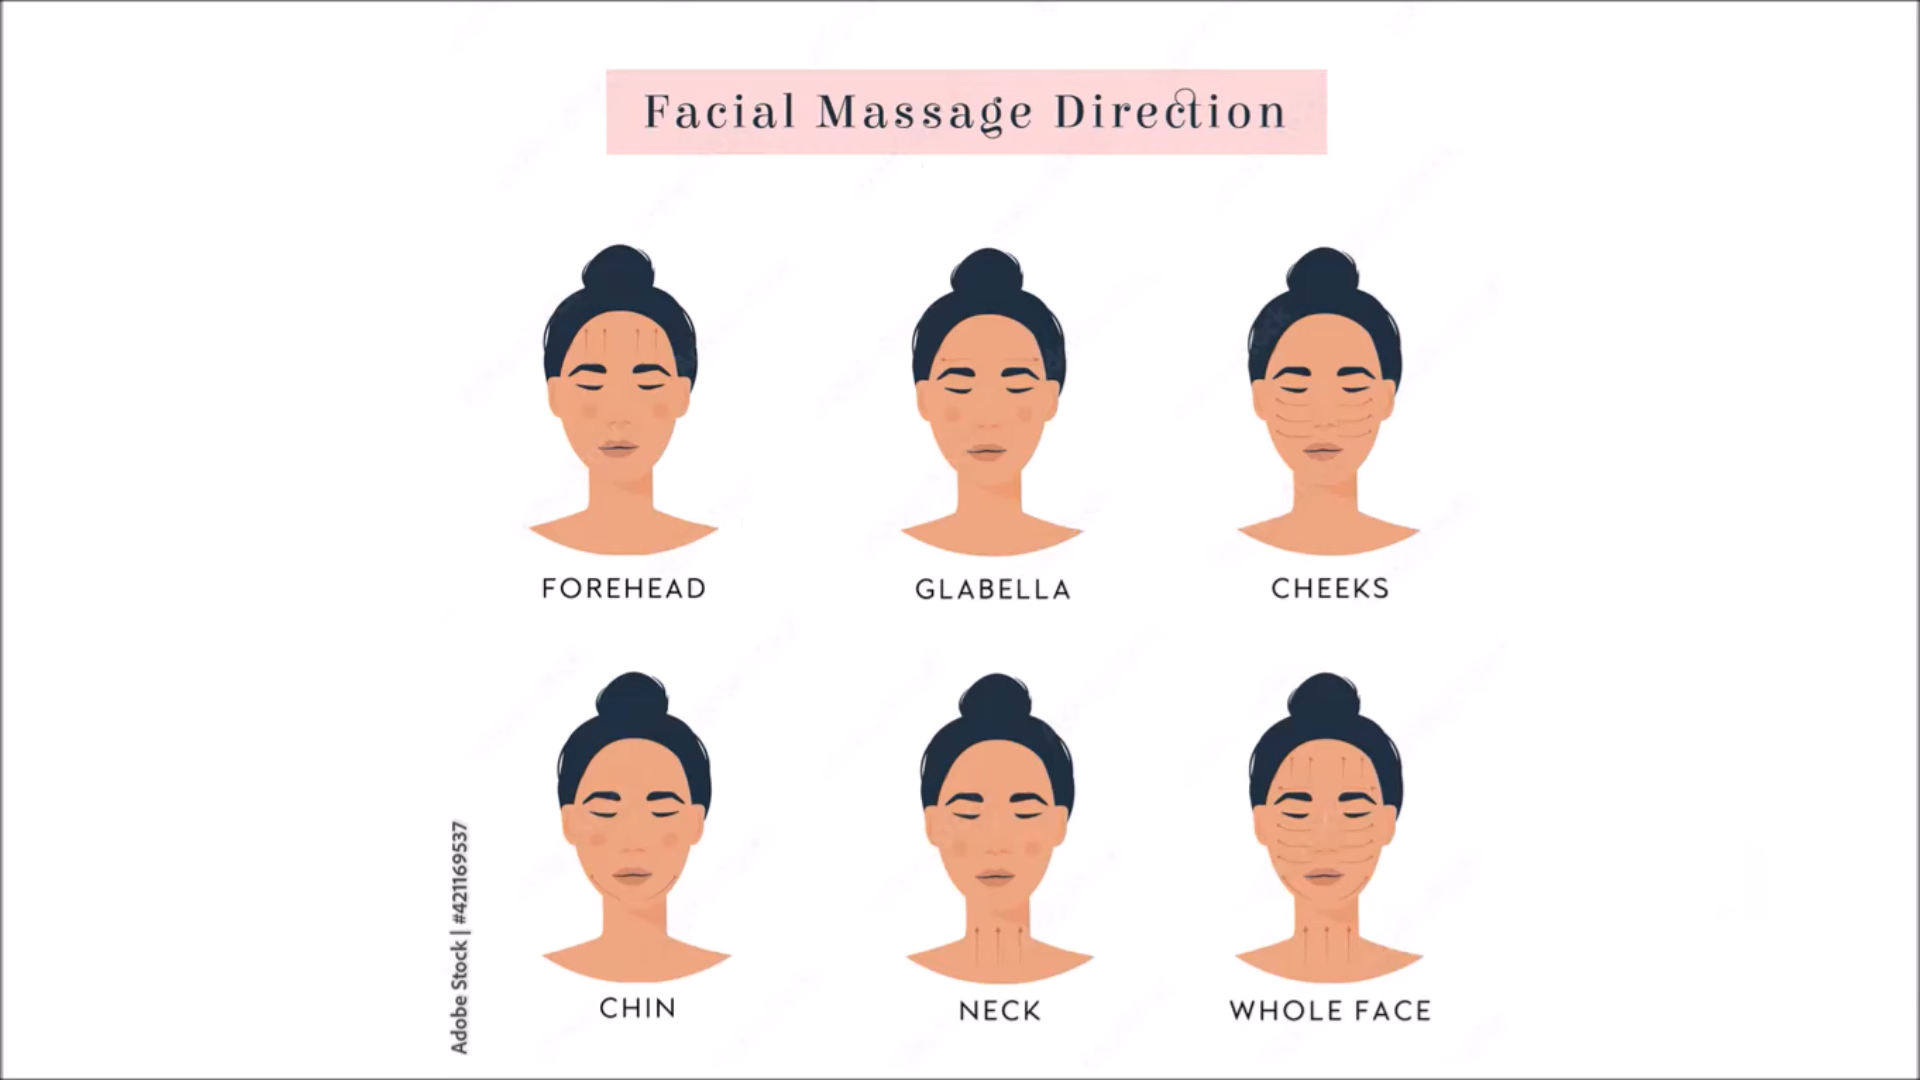 Facial Massage Direction
FOREHEAD
GLABELLA
CHEEKS
CHIN
NECK
WHOLE FACE
Adobe Stock | #421169537